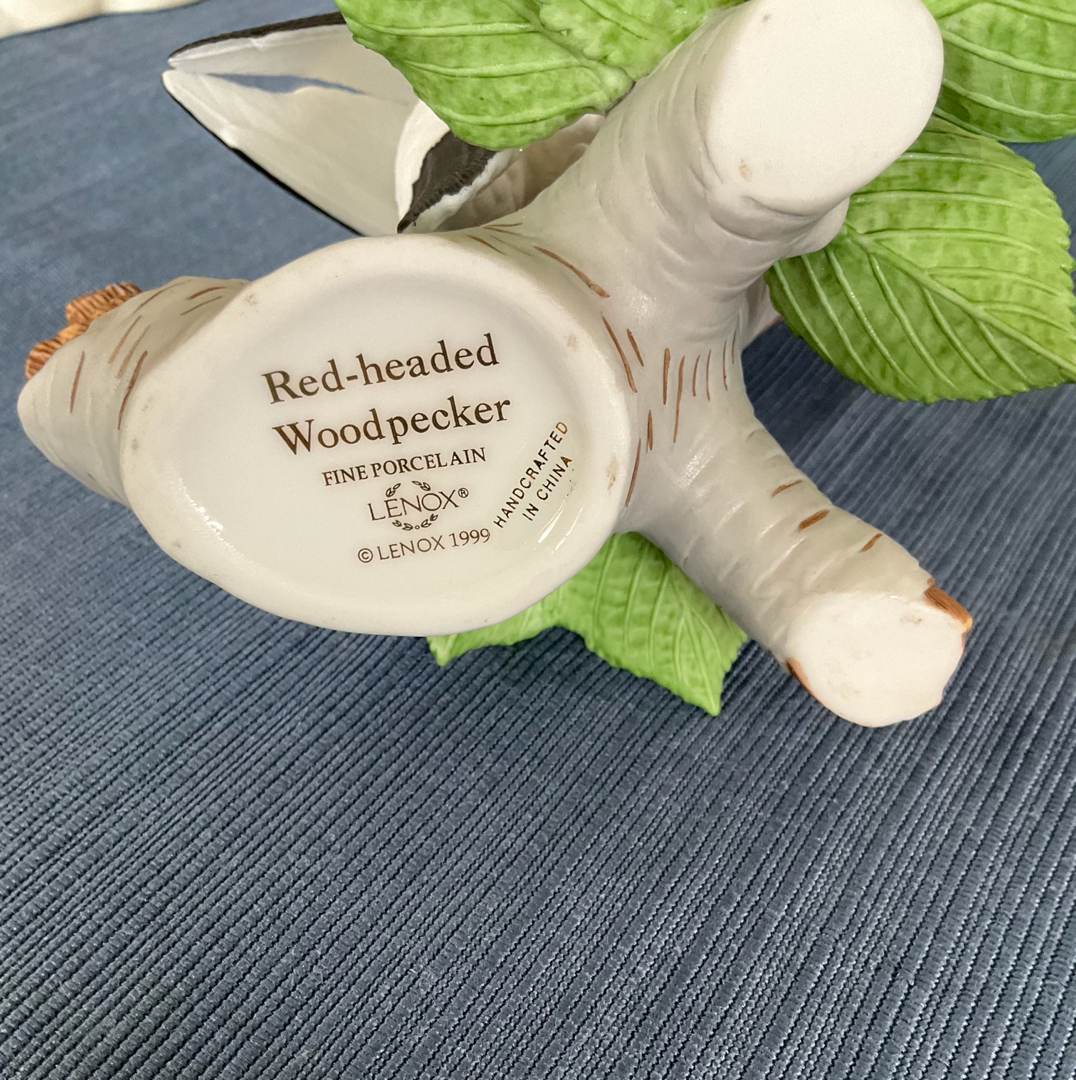 Red-headed
Woodpecker
FINE PORCELAIN
LENOX®
© LENOX 1999
HANDCRAFTED
IN CHINA